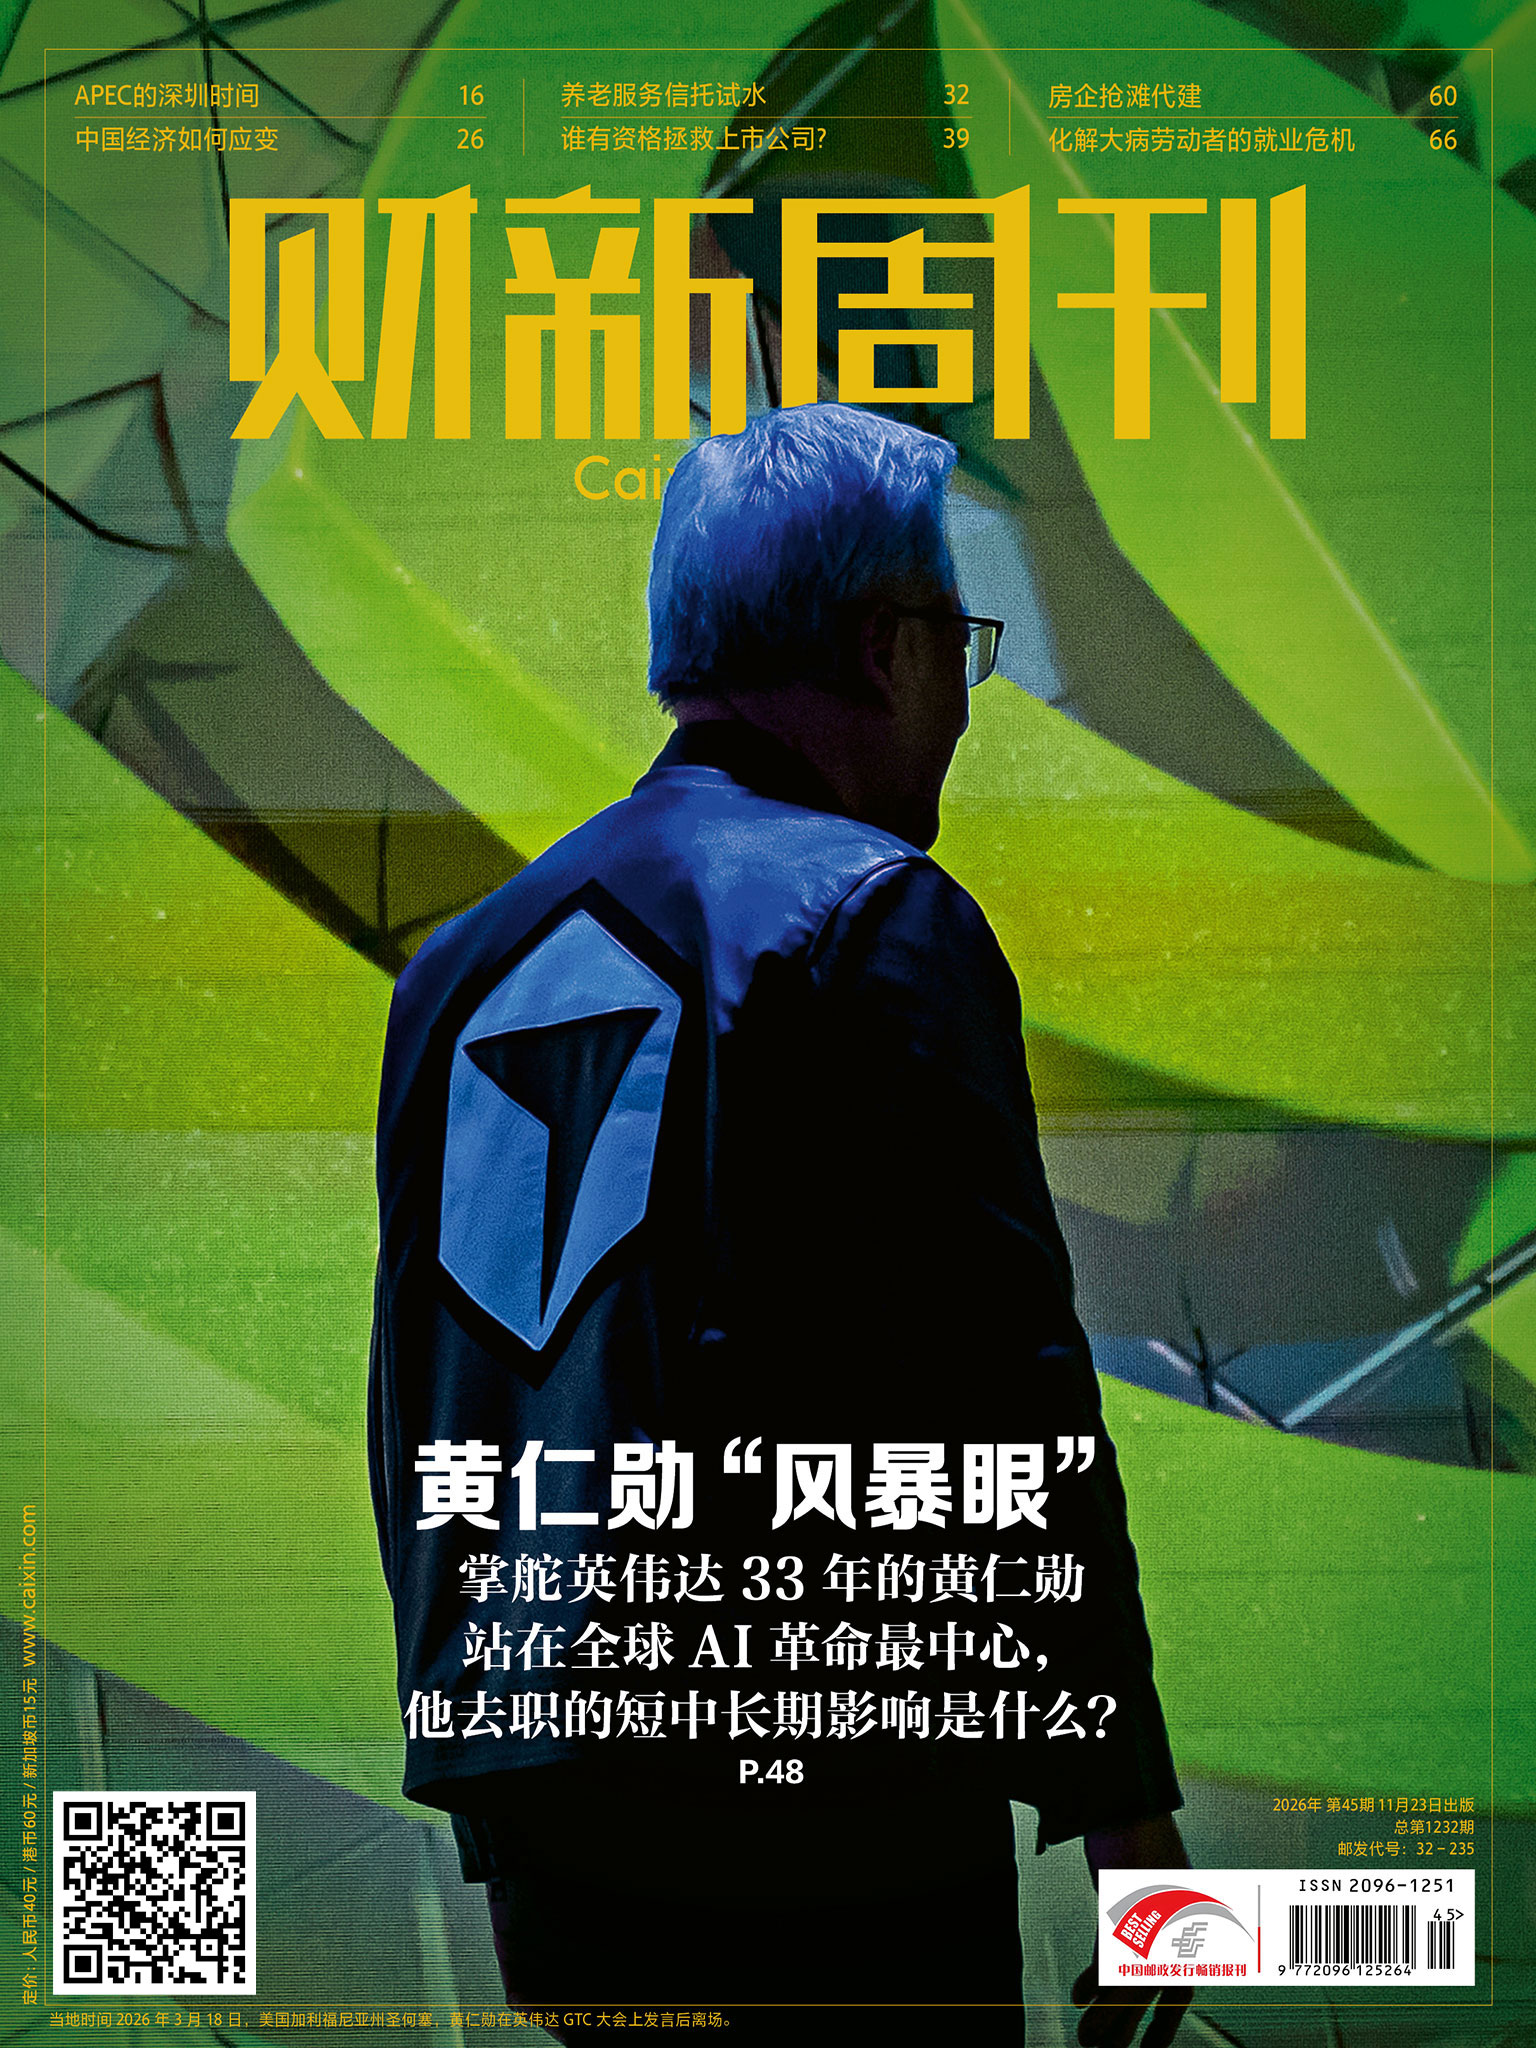 APEC的深圳时间 16
中国经济如何应变 26
养老服务信托试水 32
谁有资格拯救上市公司? 39
房企抢滩代建 60
化解大病劳动者的就业危机 66
财新周刊
Cai
黄仁勋“风暴眼”
掌舵英伟达 33 年的黄仁勋
站在全球 AI 革命最中心,
他去职的短中长期影响是什么?
P.48
定价: 人民币40元 / 港币60元 / 新加坡币15元 www.caixin.com
2026年 第45期 11月23日出版
总第1232期
邮发代号: 32-235
BEST
SELLING
中国邮政发行畅销报刊
ISSN 2096-1251
45>
9 772096 125264
当地时间 2026 年 3 月 18 日,美国加利福尼亚州圣何塞,黄仁勋在英伟达 GTC 大会上发言后离场。